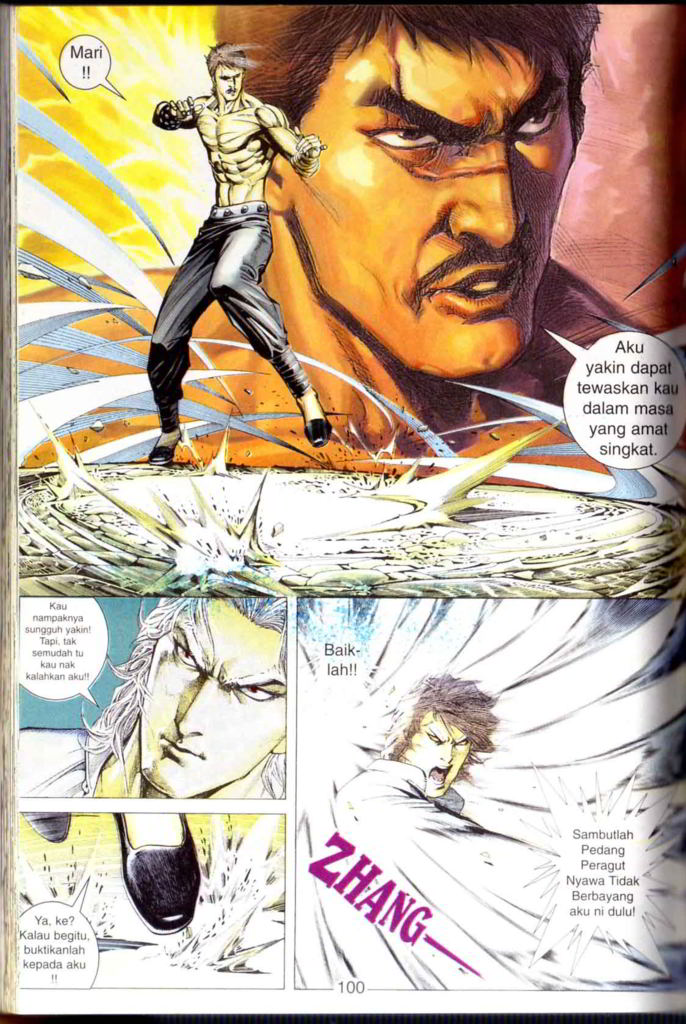 Mari
!!
Aku
yakin dapat
tewaskan kau
dalam masa
yang amat
singkat.
Kau
nampaknya
sungguh yakin!
Tapi, tak
semudah tu
kau nak
kalahkan aku!!
Baik-
lah!!
Ya, ke?
Kalau begitu,
buktikanlah
kepada aku
!!
ZHANG
Sambutlah
Pedang
Peragut
Nyawa Tidak
Berbayang
aku ni dulu!
100